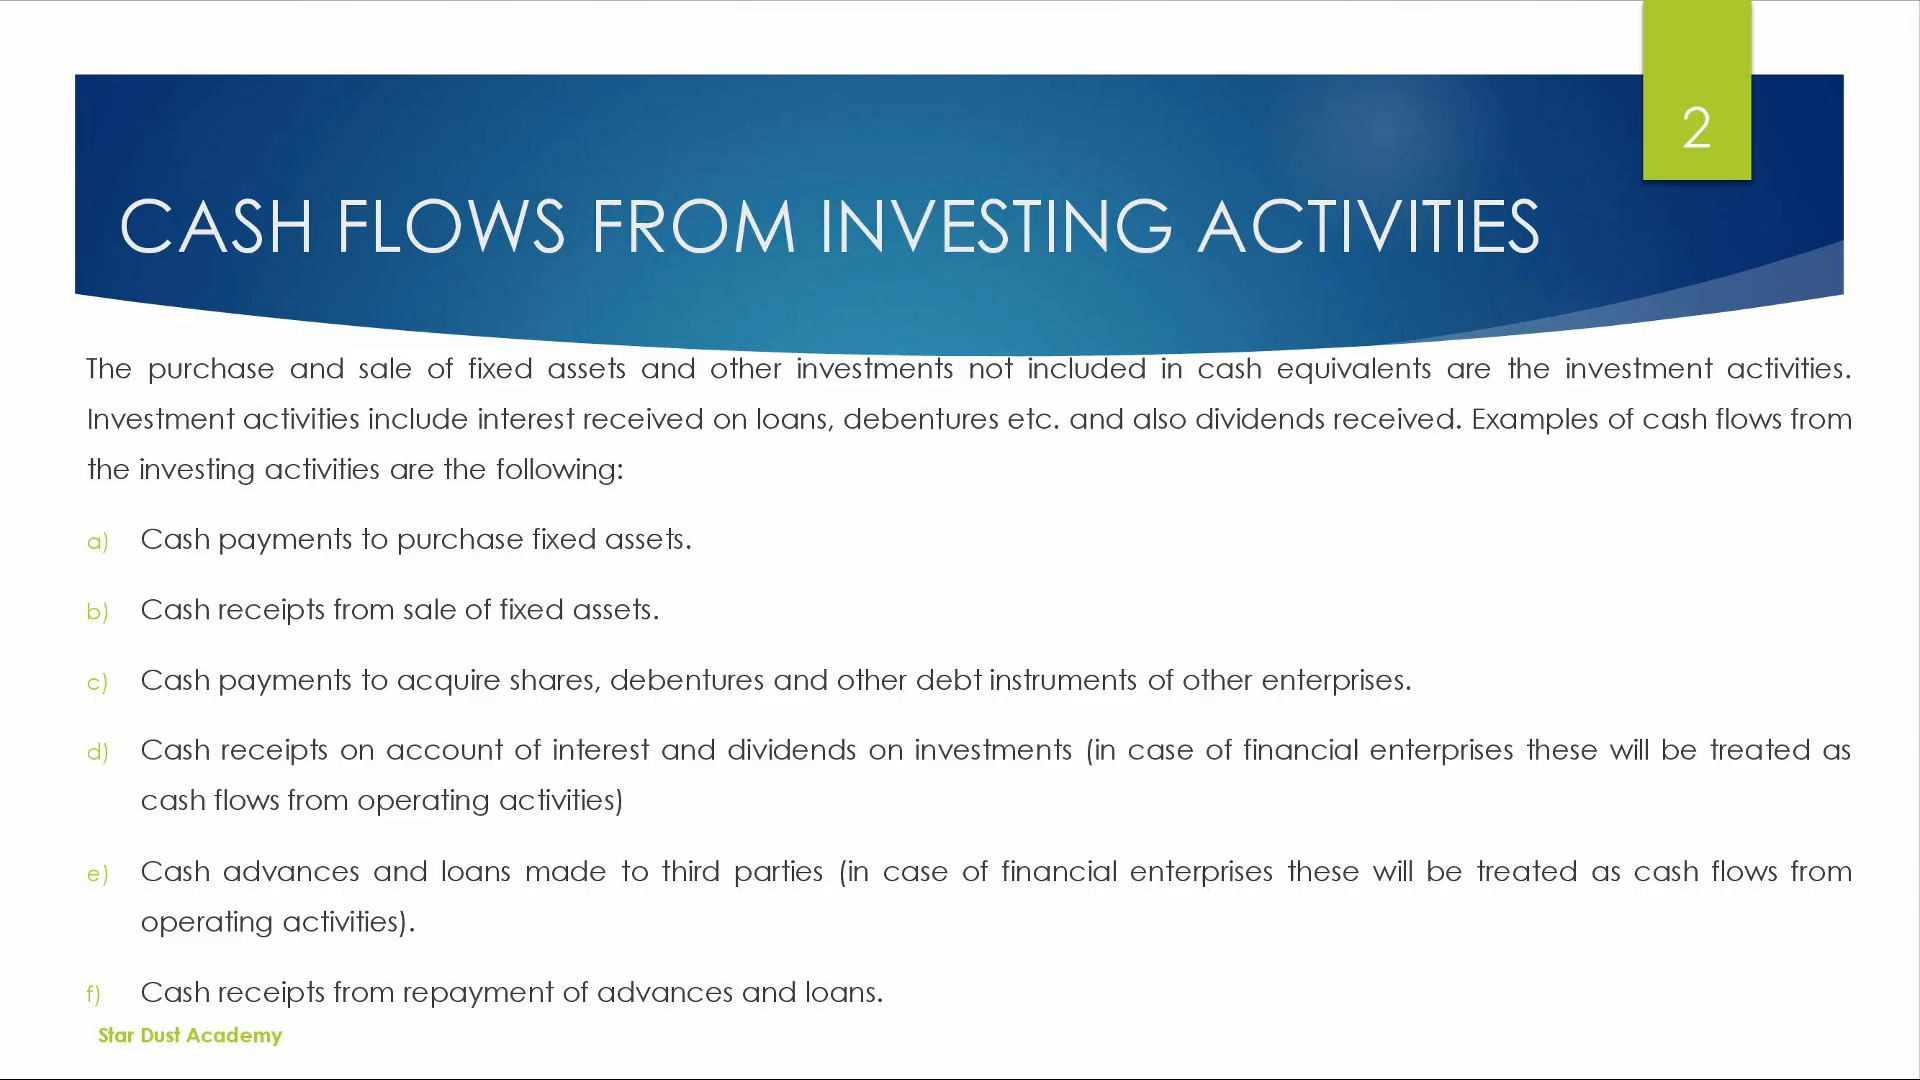 2
CASH FLOWS FROM INVESTING ACTIVITIES
The purchase and sale of fixed assets and other investments not included in cash equivalents are the investment activities.
Investment activities include interest received on loans, debentures etc. and also dividends received. Examples of cash flows from
the investing activities are the following:
a) Cash payments to purchase fixed assets.
b) Cash receipts from sale of fixed assets.
c) Cash payments to acquire shares, debentures and other debt instruments of other enterprises.
d) Cash receipts on account of interest and dividends on investments (in case of financial enterprises these will be treated as
cash flows from operating activities)
e) Cash advances and loans made to third parties (in case of financial enterprises these will be treated as cash flows from
operating activities).
f) Cash receipts from repayment of advances and loans.
Star Dust Academy